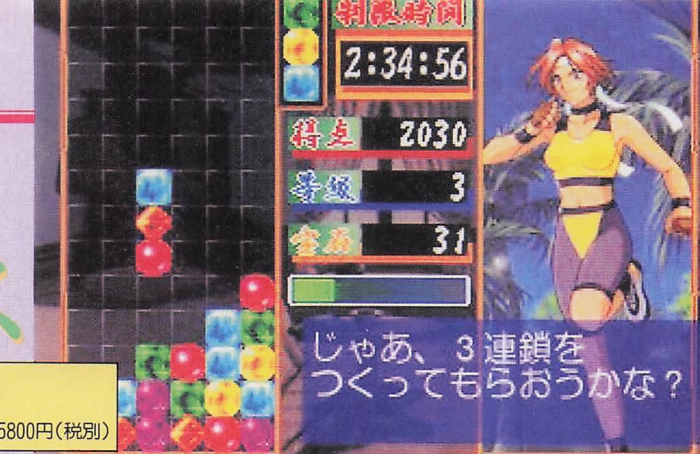 制限時間
2:34:56
得点 2030
等級 3
宝石 31
じゃあ、3連鎖を
つくってもらおうかな?
5800円(税別)